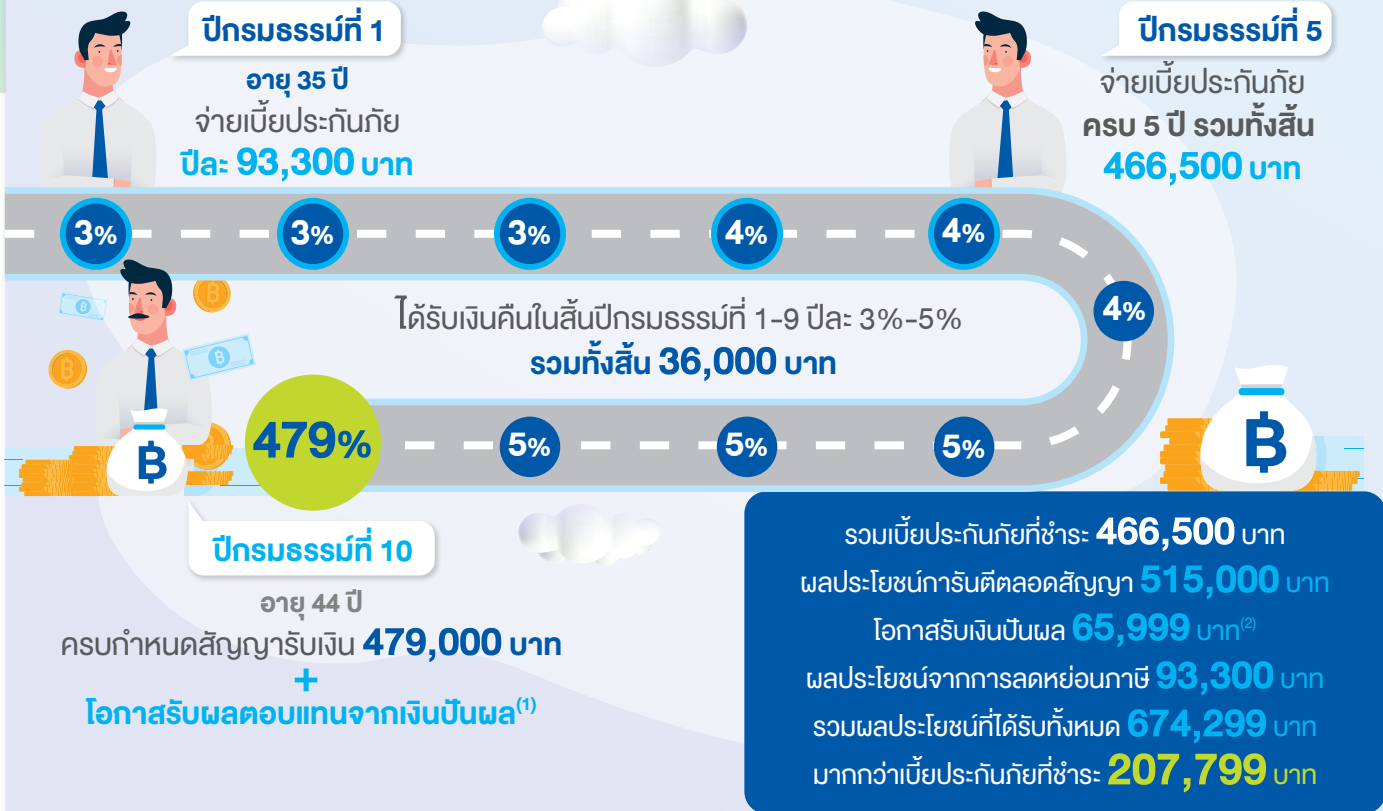 ปีกรมธรรม์ที่ 1
อายุ 35 ปี
จ่ายเบี้ยประกันภัย
ปีละ 93,300 บาท
ปีกรมธรรม์ที่ 5
จ่ายเบี้ยประกันภัย
ครบ 5 ปี รวมทั้งสิ้น
466,500 บาท
3% 3% 3% 4% 4%
4%
ได้รับเงินคืนในสิ้นปีกรมธรรม์ที่ 1-9 ปีละ 3%-5%
รวมทั้งสิ้น 36,000 บาท
479% 5% 5% 5%
ปีกรมธรรม์ที่ 10
อายุ 44 ปี
ครบกำหนดสัญญารับเงิน 479,000 บาท
+
โอกาสรับผลตอบแทนจากเงินปันผล(1)
รวมเบี้ยประกันภัยที่ชำระ 466,500 บาท
ผลประโยชน์การันตีตลอดสัญญา 515,000 บาท
โอกาสรับเงินปันผล 65,999 บาท(2)
ผลประโยชน์จากการลดหย่อนภาษี 93,300 บาท
รวมผลประโยชน์ที่ได้รับทั้งหมด 674,299 บาท
มากกว่าเบี้ยประกันภัยที่ชำระ 207,799 บาท